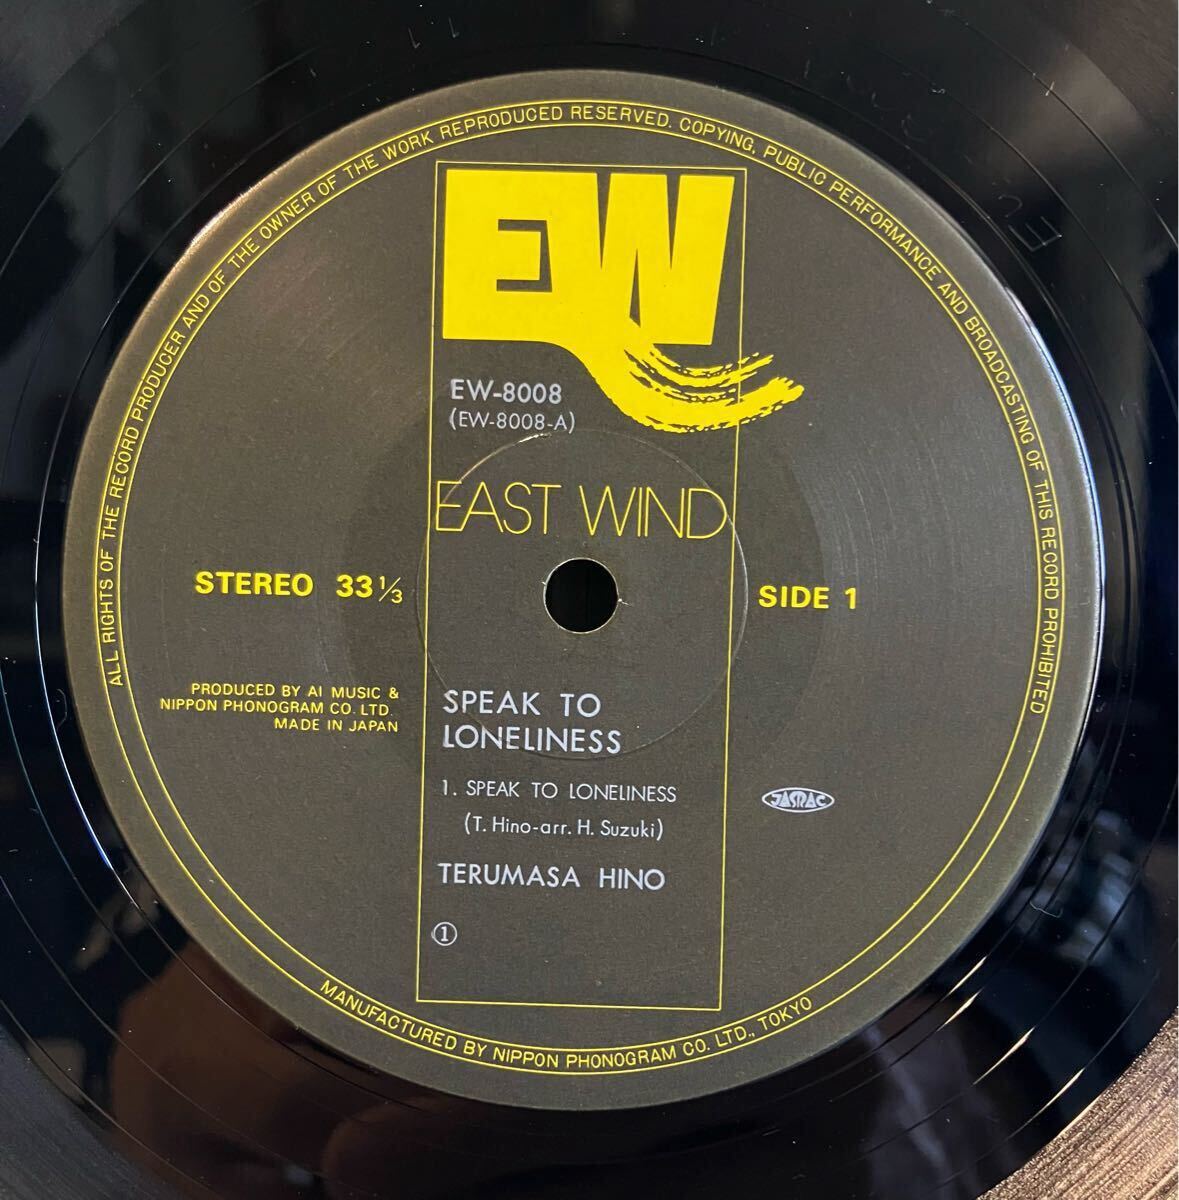 ALL RIGHTS OF THE RECORD PRODUCER AND OF THE OWNER OF THE WORK REPRODUCED RESERVED. COPYING, PUBLIC PERFORMANCE AND BROADCASTING OF THIS RECORD PROHIBITED
EW
EW-8008
(EW-8008-A)
EAST WIND
STEREO 33 1/3
SIDE 1
PRODUCED BY AI MUSIC &
NIPPON PHONOGRAM CO. LTD.
MADE IN JAPAN
SPEAK TO
LONELINESS
1. SPEAK TO LONELINESS
(T. Hino-arr. H. Suzuki)
JASRAC
TERUMASA HINO
①
MANUFACTURED BY NIPPON PHONOGRAM CO. LTD., TOKYO